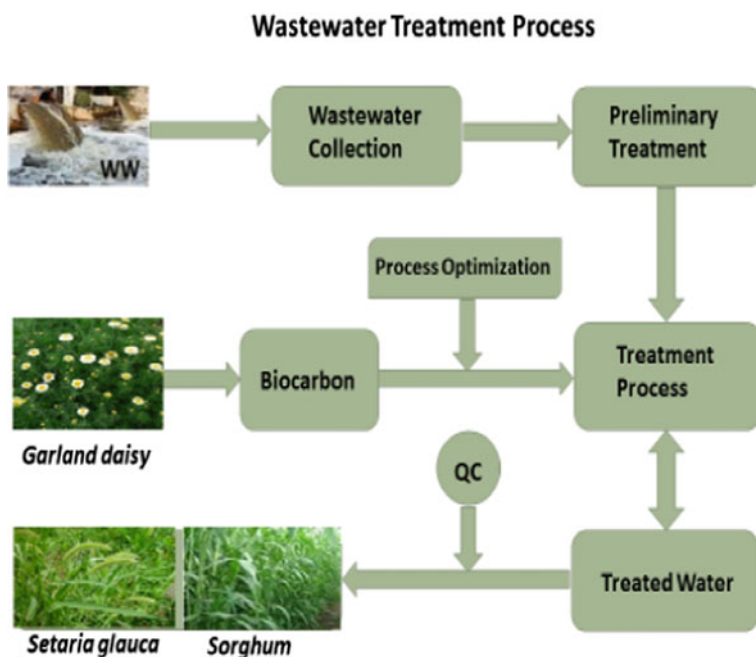 Wastewater Treatment Process
WW
Wastewater
Collection
Preliminary
Treatment
Process Optimization
Garland daisy
Biocarbon
Treatment
Process
QC
Setaria glauca
Sorghum
Treated Water